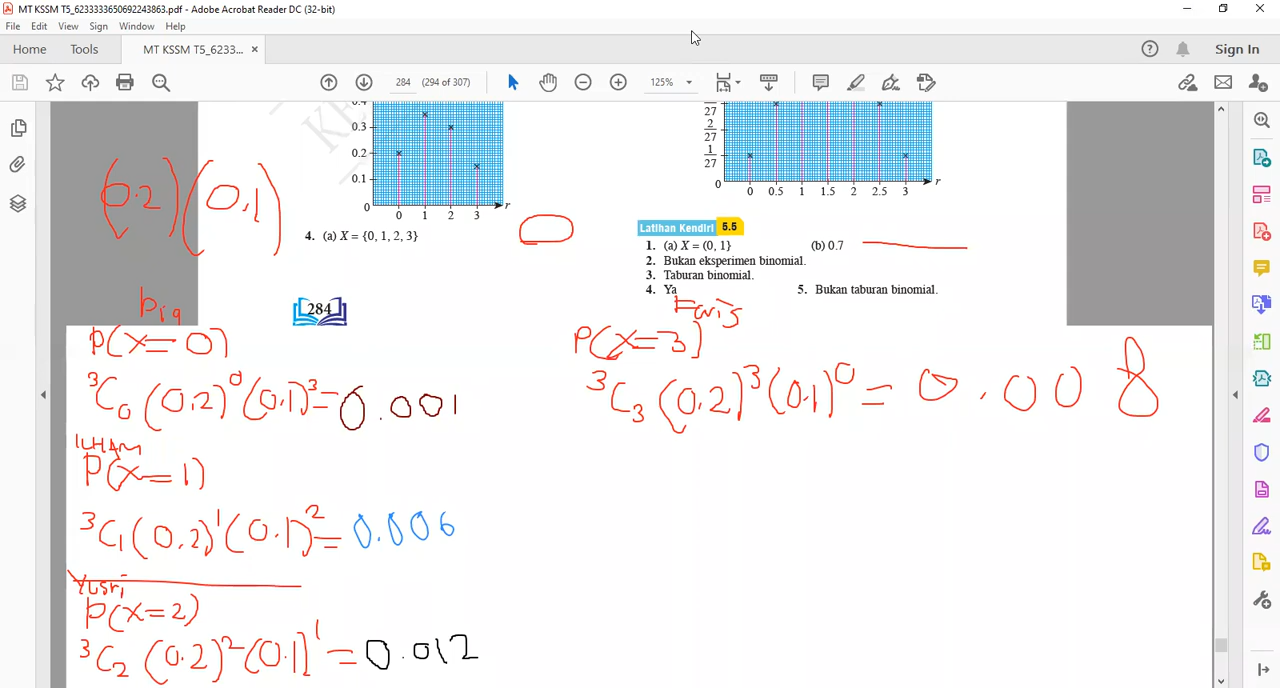 MT KSSM T5_6233333650692243863.pdf - Adobe Acrobat Reader DC (32-bit)
File Edit View Sign Window Help
Home Tools MT KSSM T5_6233... × Sign In
284 (294 of 307) 125%
0.4
0.3
0.2
0.1
0
0 1 2 3 r
4. (a) X = {0, 1, 2, 3}
284
27
2
27
1
27
0
0 0.5 1 1.5 2 2.5 3 r
Latihan Kendiri 5.5
1. (a) X = (0, 1) (b) 0.7
2. Bukan eksperimen binomial.
3. Taburan binomial.
4. Ya 5. Bukan taburan binomial.
(0.2)(0.1)
P(x=0)
³C₀ (0.2)⁰(0.1)³= 0.001
ILHAM
P(x=1)
³C₁(0.2)¹(0.1)²= 0.006
Yusri
P(x=2)
³C₂ (0.2)²(0.1)¹ = 0.012
Faris
P(x=3)
³C₃ (0.2)³(0.1)⁰ = 0.008